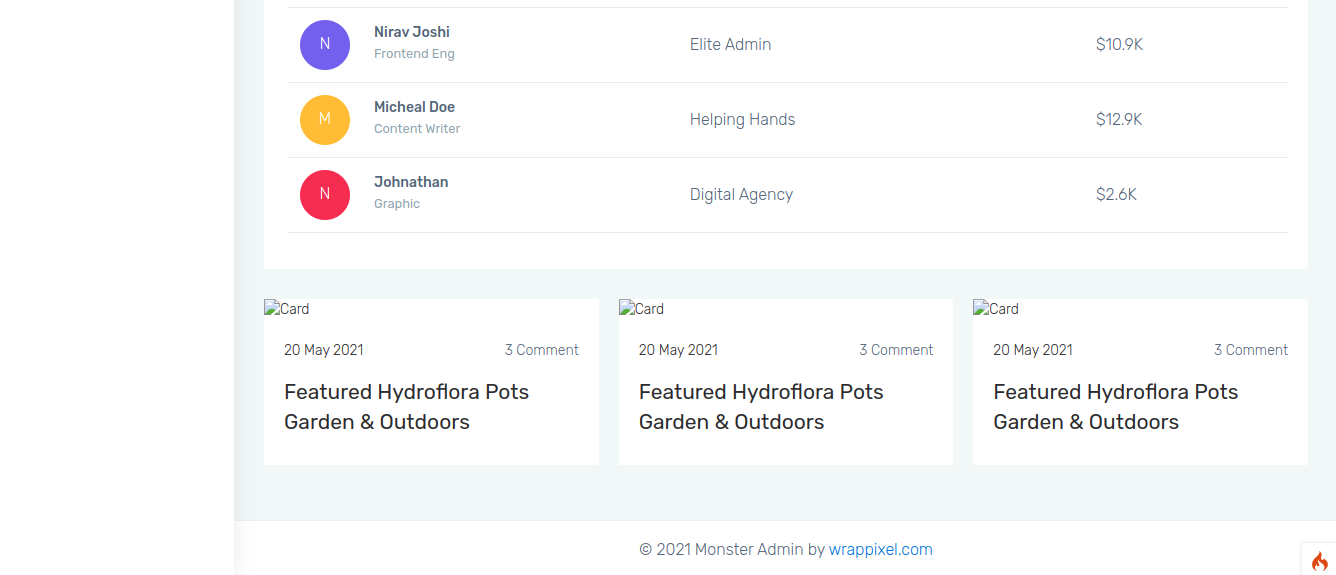 N Nirav Joshi Elite Admin $10.9K
Frontend Eng
M Micheal Doe Helping Hands $12.9K
Content Writer
N Johnathan Digital Agency $2.6K
Graphic
Card Card Card
20 May 2021 3 Comment 20 May 2021 3 Comment 20 May 2021 3 Comment
Featured Hydroflora Pots Featured Hydroflora Pots Featured Hydroflora Pots
Garden & Outdoors Garden & Outdoors Garden & Outdoors
© 2021 Monster Admin by wrappixel.com